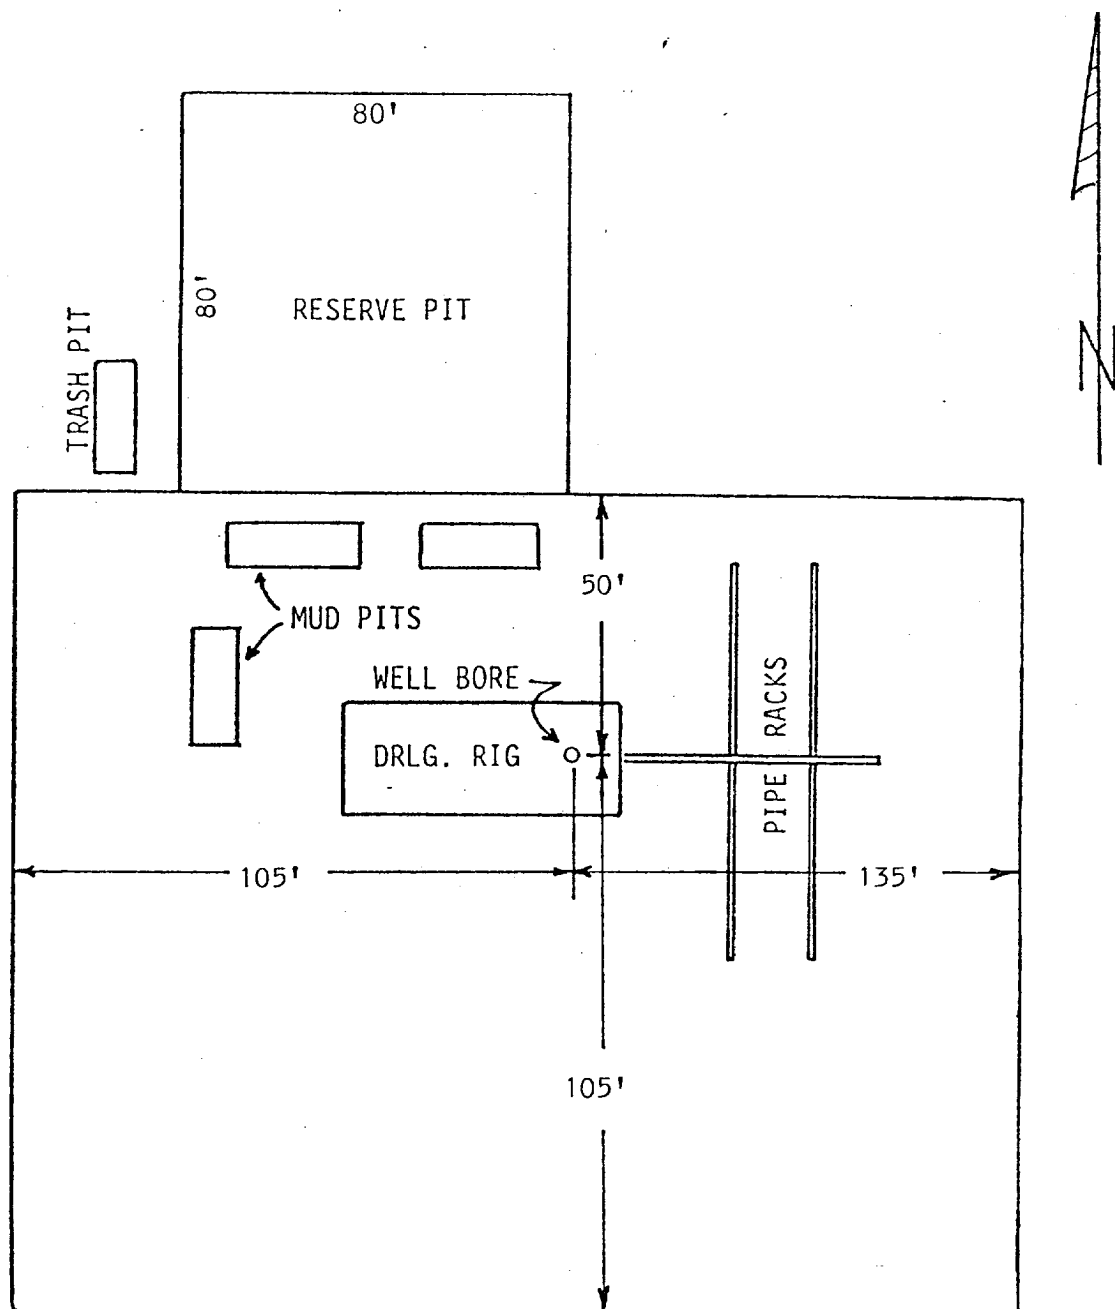 80'
80'
RESERVE PIT
TRASH PIT
N
50'
MUD PITS
WELL BORE
DRLG. RIG
PIPE RACKS
105'
135'
105'